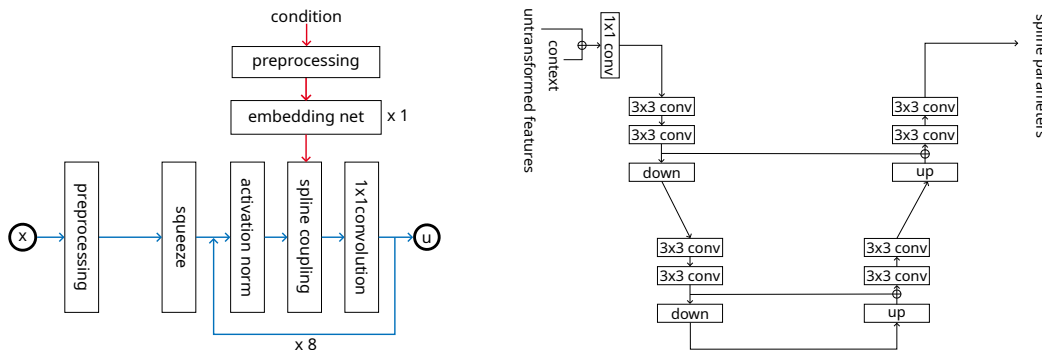 condition
preprocessing
embedding net
x 1
x
preprocessing
squeeze
activation norm
spline coupling
1x1convolution
u
x 8
untransformed features
context
1x1 conv
3x3 conv
3x3 conv
down
3x3 conv
3x3 conv
down
3x3 conv
3x3 conv
up
3x3 conv
3x3 conv
up
spline parameters